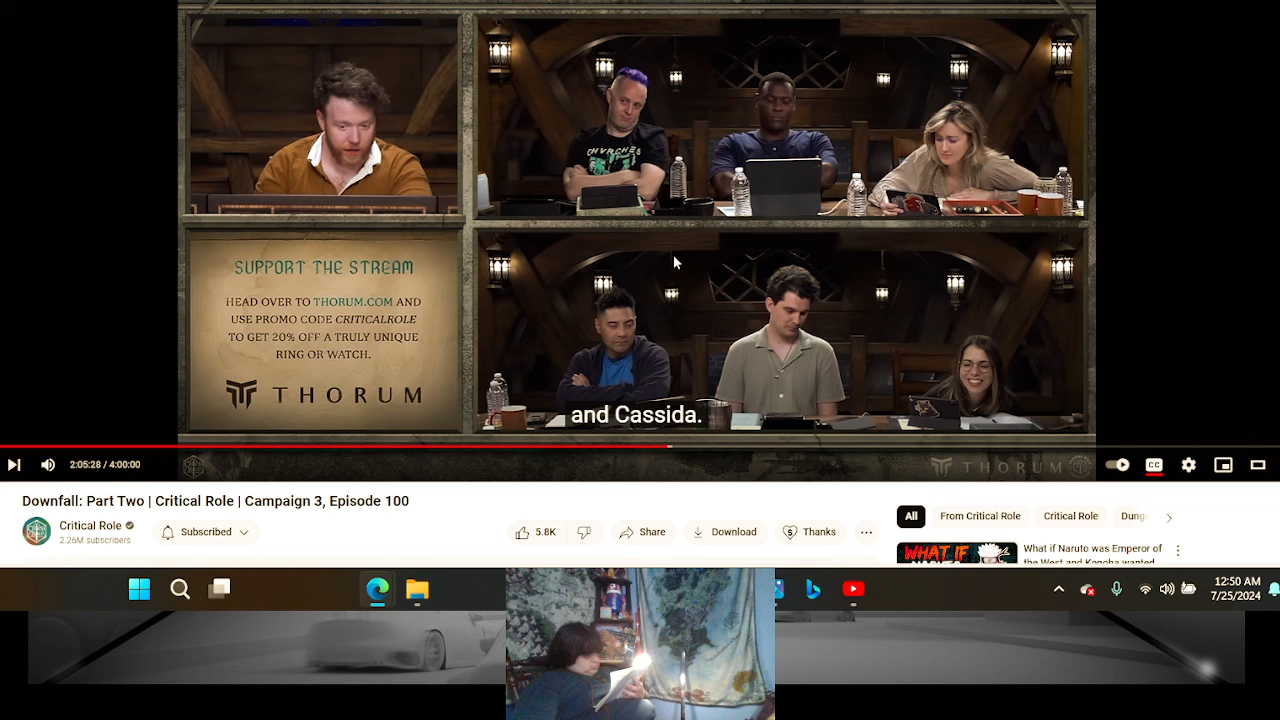 CHVRCHES
SUPPORT THE STREAM
HEAD OVER TO THORUM.COM AND
USE PROMO CODE CRITICALROLE
TO GET 20% OFF A TRULY UNIQUE
RING OR WATCH.
THORUM
and Cassida.
2:05:28 / 4:00:00
THORUM
CC
Downfall: Part Two | Critical Role | Campaign 3, Episode 100
Critical Role
2.26M subscribers
Subscribed
5.8K
Share
Download
Thanks
All
From Critical Role
Critical Role
Dung
WHAT IF
What if Naruto was Emperor of
the West and Konoha wanted
12:50 AM
7/25/2024